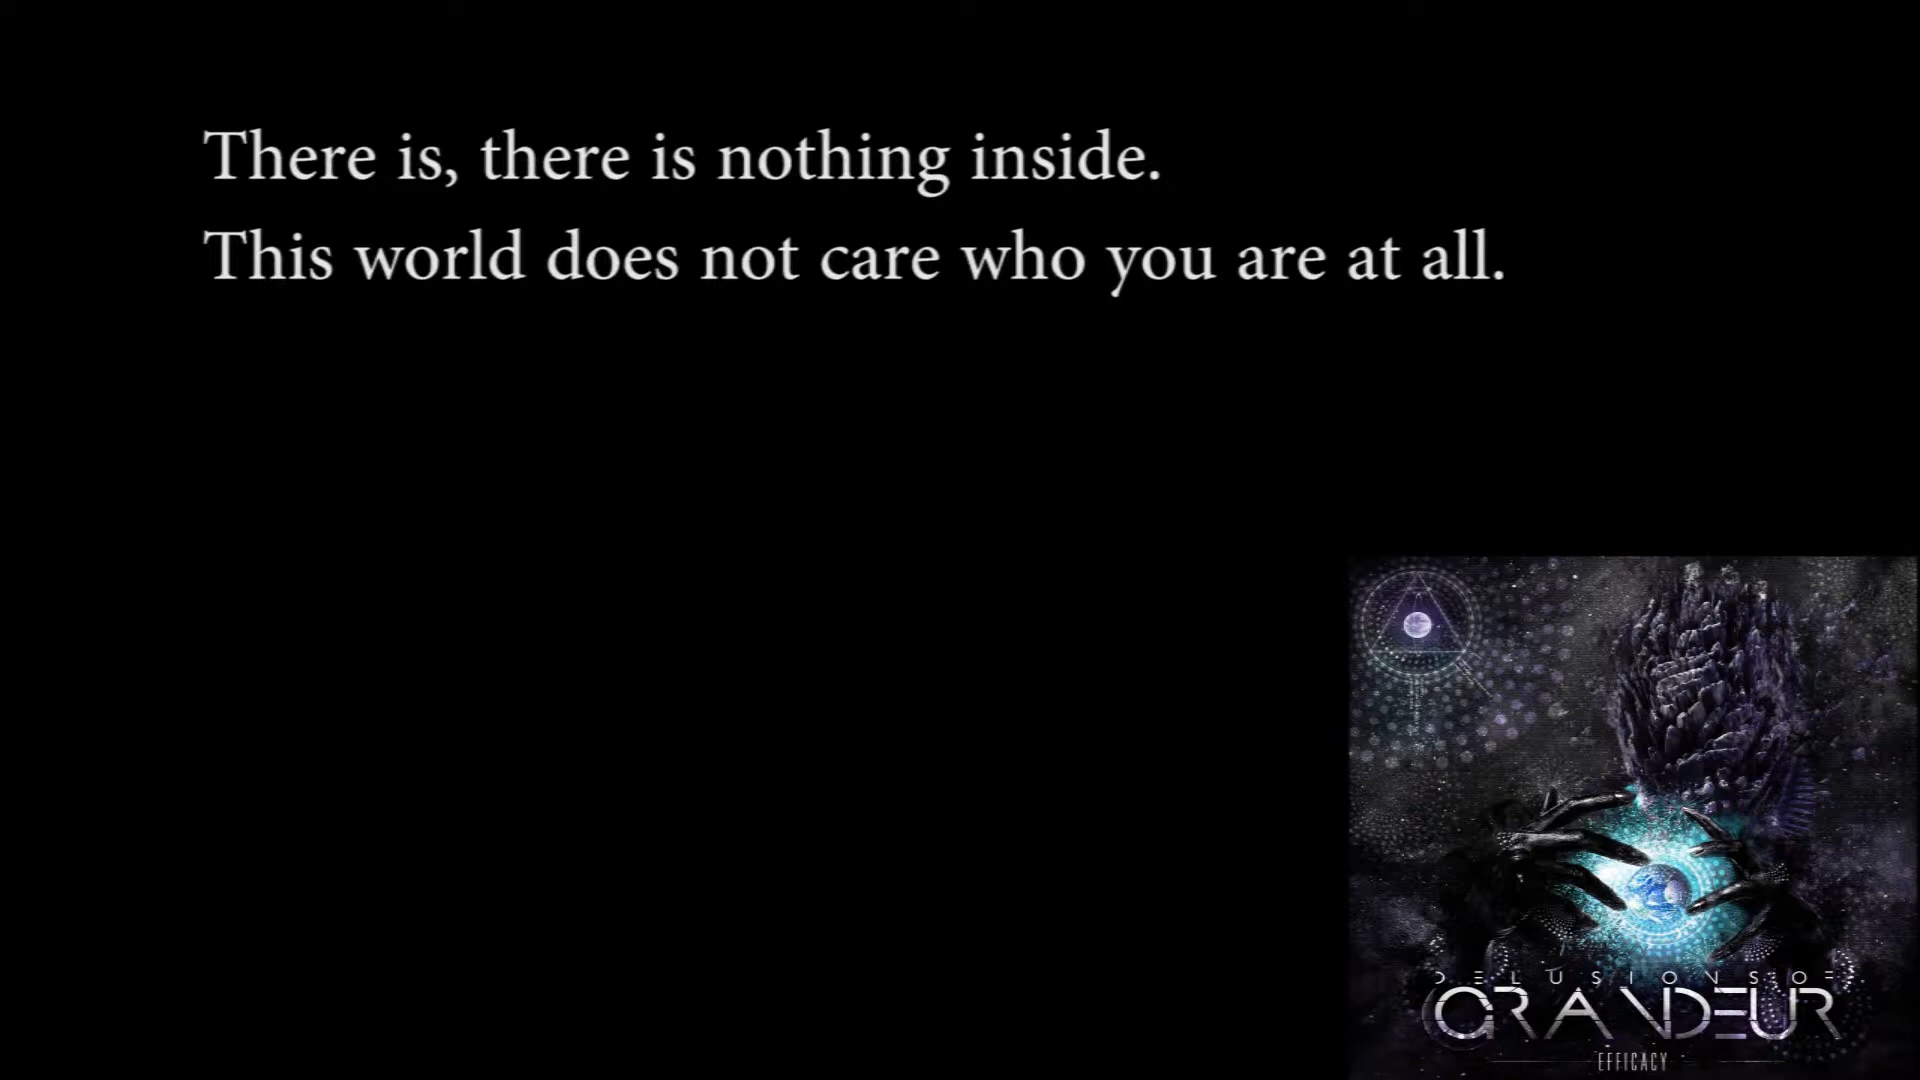 There is, there is nothing inside.
This world does not care who you are at all.
DELUSIONS OF
GRANDEUR
EFFICACY